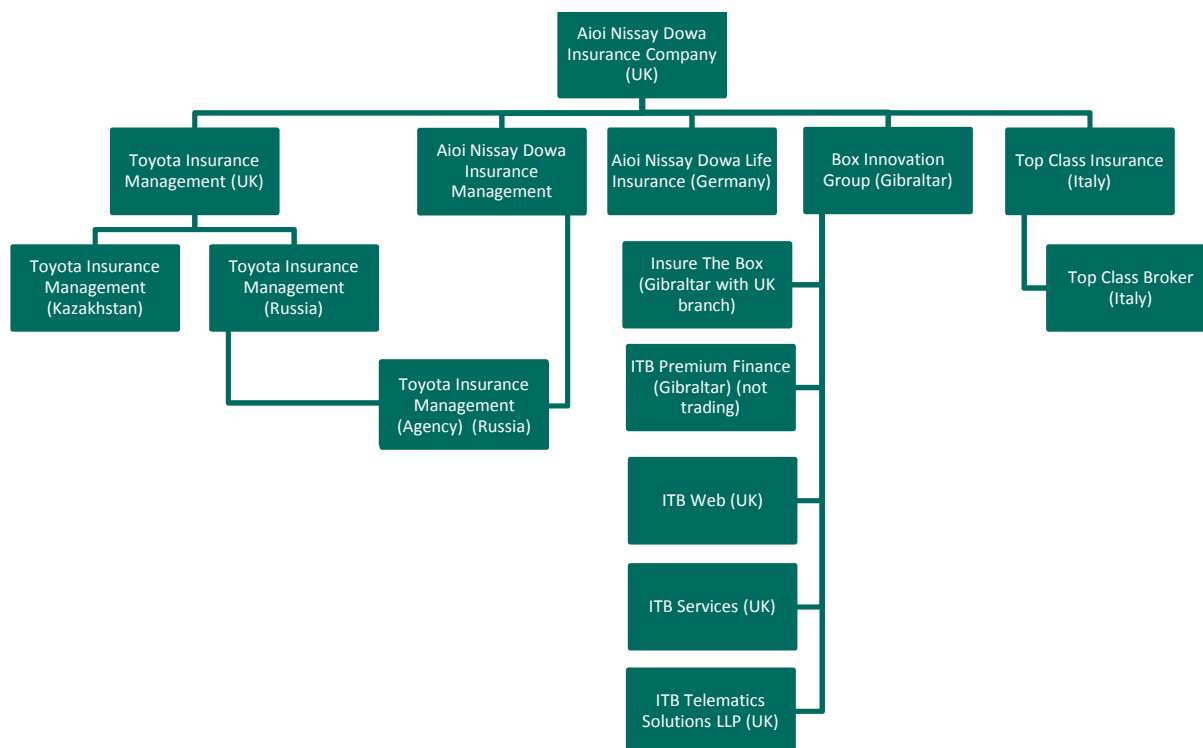 Aioi Nissay Dowa
Insurance Company
(UK)
Toyota Insurance
Management (UK)
Aioi Nissay Dowa
Insurance
Management
Aioi Nissay Dowa Life
Insurance (Germany)
Box Innovation
Group (Gibraltar)
Top Class Insurance
(Italy)
Toyota Insurance
Management
(Kazakhstan)
Toyota Insurance
Management
(Russia)
Insure The Box
(Gibraltar with UK
branch)
Top Class Broker
(Italy)
Toyota Insurance
Management
(Agency) (Russia)
ITB Premium Finance
(Gibraltar) (not
trading)
ITB Web (UK)
ITB Services (UK)
ITB Telematics
Solutions LLP (UK)